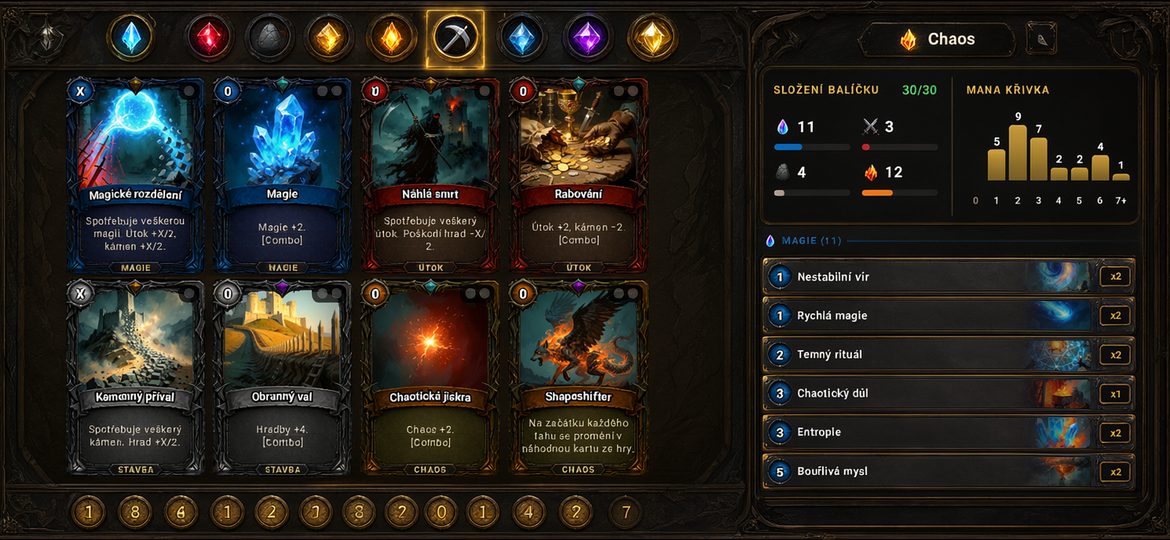 X
Magické rozdělení
Spotřebuje veškerou
magii. Útok +X/2,
kámen +X/2.
MAGIE
0
Magie
Magie +2.
[Combo]
MAGIE
0
Náhlá smrt
Spotřebuje veškerý
útok. Poškodí hrad -X/
2.
ÚTOK
0
Rabování
Útok +2, kámen -2.
[Combo]
ÚTOK
X
Kamenný příval
Spotřebuje veškerý
kámen. Hrad +X/2.
STAVBA
0
Obranný val
Hradby +4.
[Combo]
STAVBA
0
Chaotická jiskra
Chaos +2.
[Combo]
CHAOS
0
Shapeshifter
Na začátku každého
tahu se promění v
náhodnou kartu ze hry.
CHAOS
1 8 6 1 2 2 0 1 4 2 7
Chaos
SLOŽENÍ BALÍČKU 30/30
11 3
4 12
MANA KŘIVKA
5 9 7 2 2 4 1
0 1 2 3 4 5 6 7+
MAGIE (11)
1 Nestabilní vír x2
1 Rychlá magie x2
2 Temný rituál x2
3 Chaotický důl x1
3 Entropie x2
5 Bouřlivá mysl x2